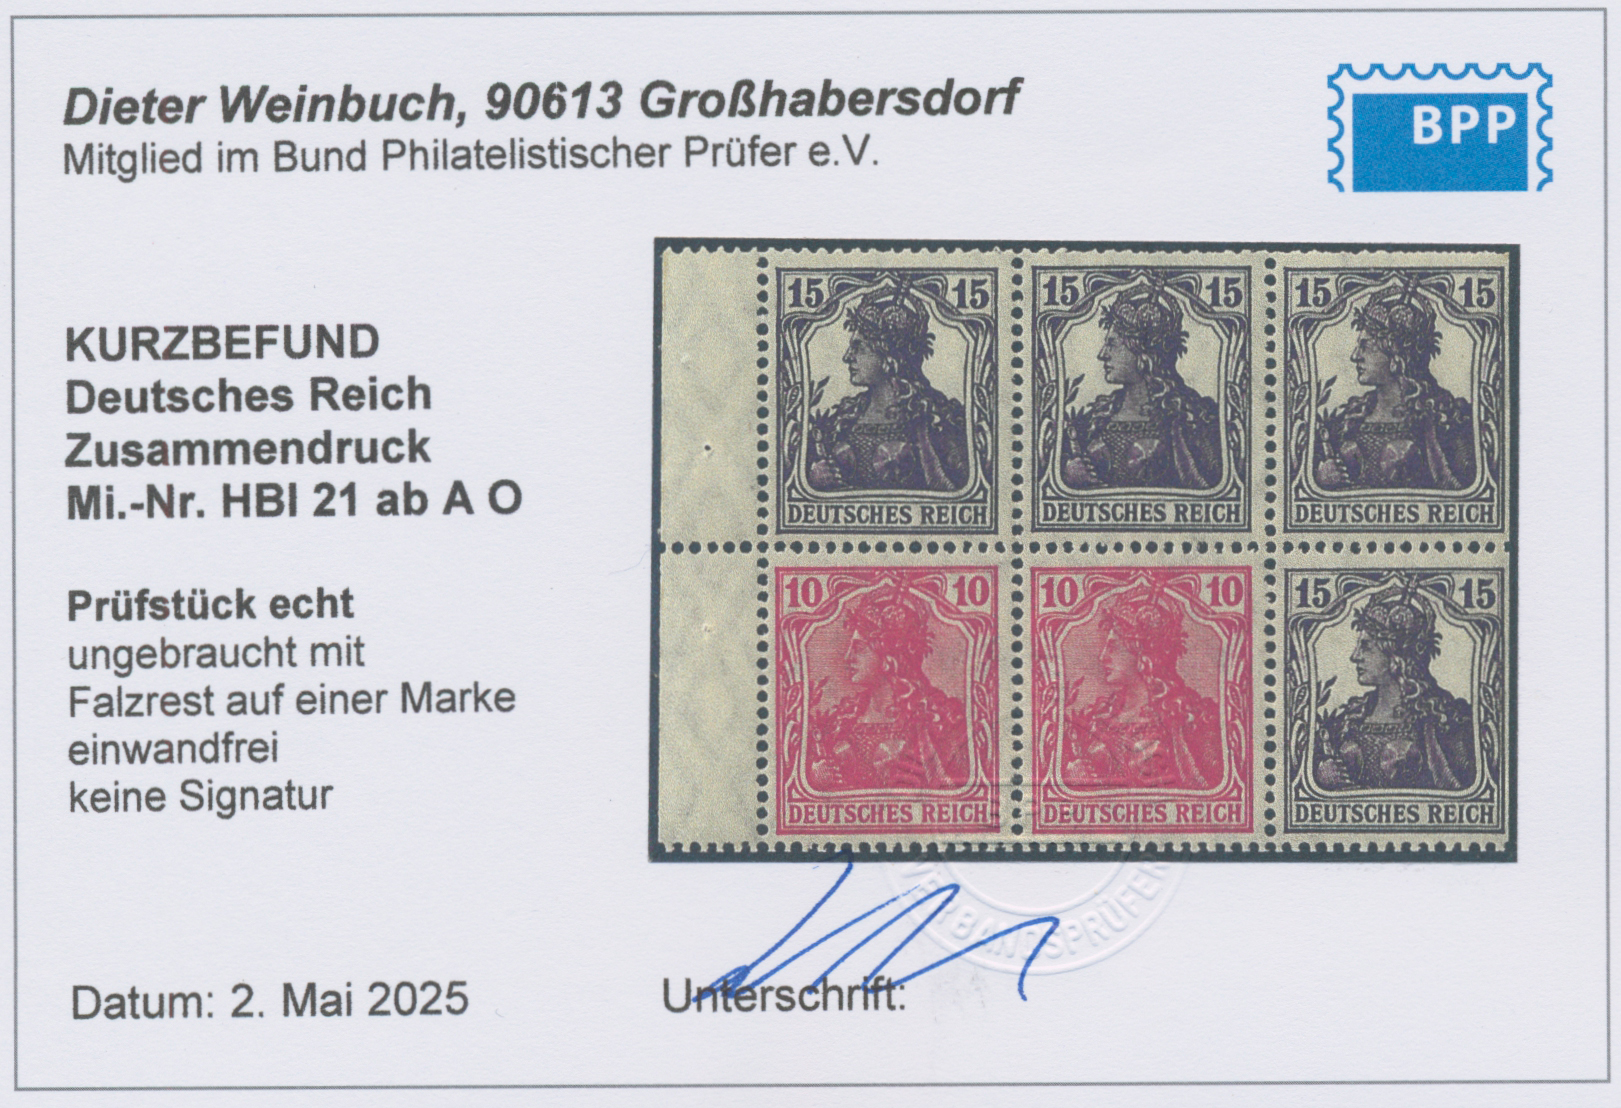 Dieter Weinbuch, 90613 Großhabersdorf
Mitglied im Bund Philatelistischer Prüfer e.V.
BPP
KURZBEFUND
Deutsches Reich
Zusammendruck
Mi.-Nr. HBl 21 ab A O
Prüfstück echt
ungebraucht mit
Falzrest auf einer Marke
einwandfrei
keine Signatur
15 15 15 15 15 15
DEUTSCHES REICH DEUTSCHES REICH DEUTSCHES REICH
10 10 10 10 15 15
DEUTSCHES REICH DEUTSCHES REICH DEUTSCHES REICH
VERBANDSPRÜFER
Datum: 2. Mai 2025
Unterschrift: